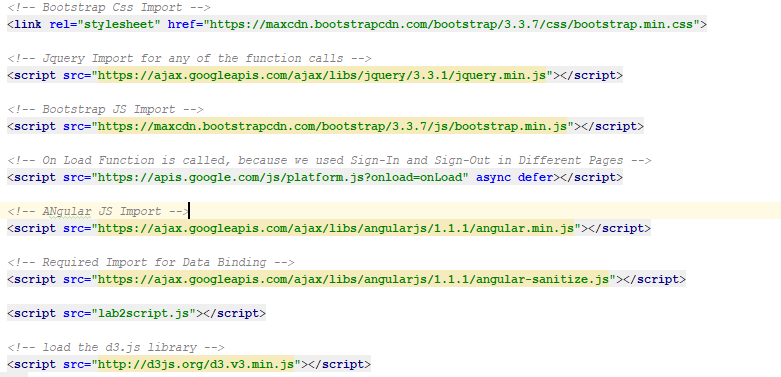 <!-- Bootstrap Css Import -->
<link rel="stylesheet" href="https://maxcdn.bootstrapcdn.com/bootstrap/3.3.7/css/bootstrap.min.css">
<!-- Jquery Import for any of the function calls -->
<script src="https://ajax.googleapis.com/ajax/libs/jquery/3.3.1/jquery.min.js"></script>
<!-- Bootstrap JS Import -->
<script src="https://maxcdn.bootstrapcdn.com/bootstrap/3.3.7/js/bootstrap.min.js"></script>
<!-- On Load Function is called, because we used Sign-In and Sign-Out in Different Pages -->
<script src="https://apis.google.com/js/platform.js?onload=onLoad" async defer></script>
<!-- ANgular JS Import -->
<script src="https://ajax.googleapis.com/ajax/libs/angularjs/1.1.1/angular.min.js"></script>
<!-- Required Import for Data Binding -->
<script src="https://ajax.googleapis.com/ajax/libs/angularjs/1.1.1/angular-sanitize.js"></script>
<script src="lab2script.js"></script>
<!-- load the d3.js library -->
<script src="http://d3js.org/d3.v3.min.js"></script>